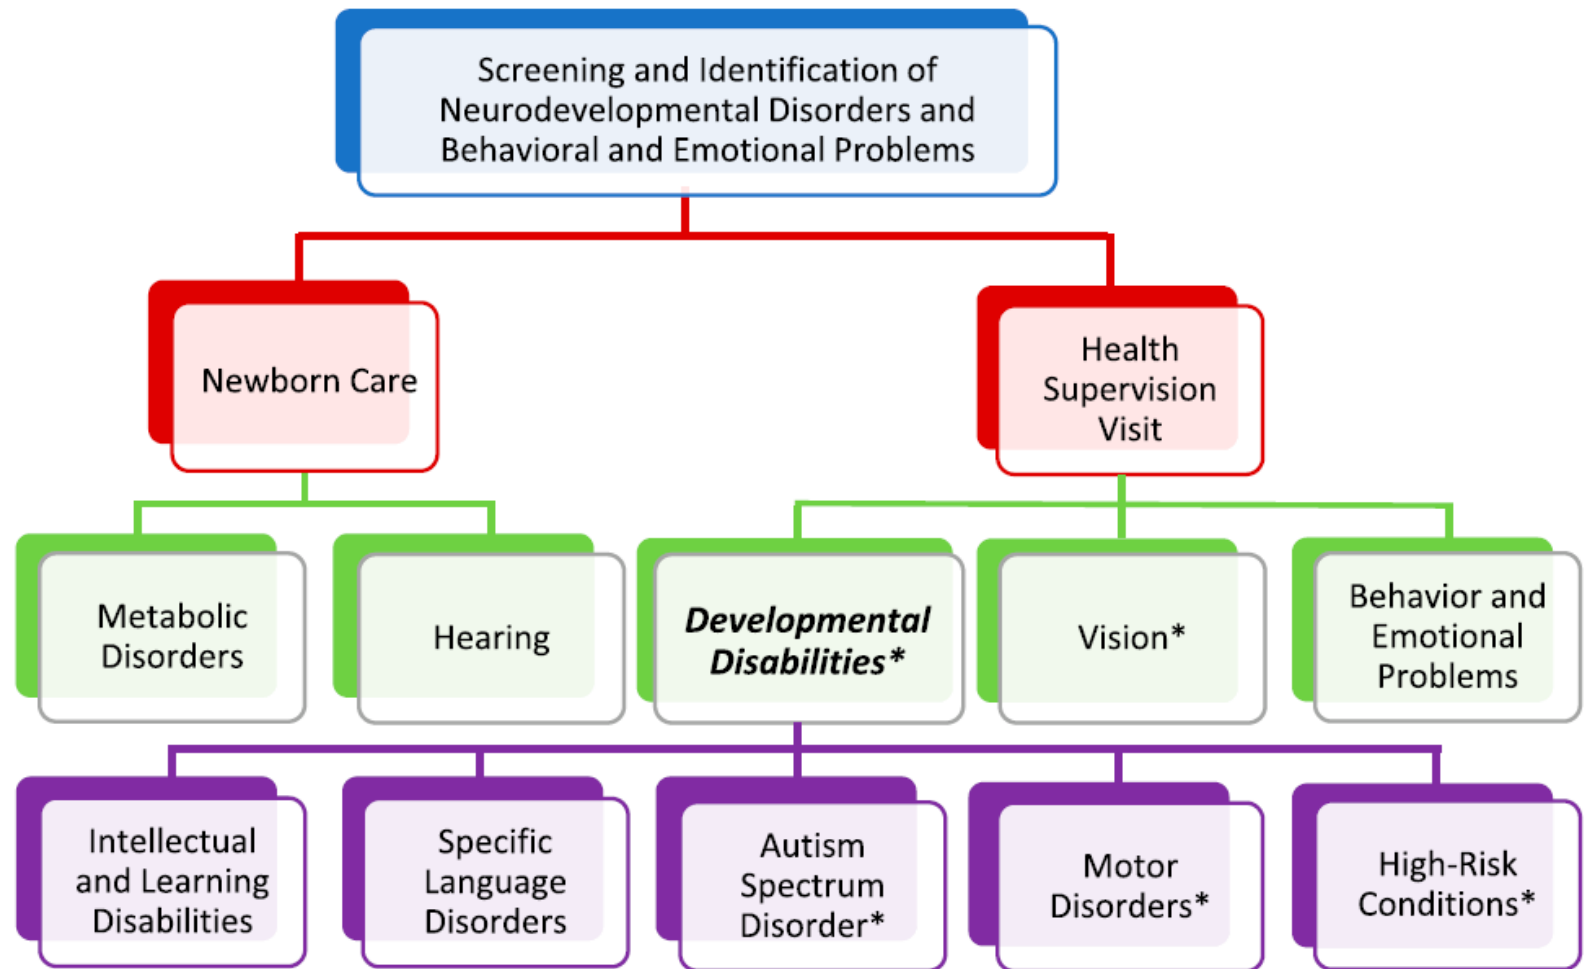 Screening and Identification of
Neurodevelopmental Disorders and
Behavioral and Emotional Problems
Newborn Care
Health
Supervision
Visit
Metabolic
Disorders
Hearing
Developmental
Disabilities*
Vision*
Behavior and
Emotional
Problems
Intellectual
and Learning
Disabilities
Specific
Language
Disorders
Autism
Spectrum
Disorder*
Motor
Disorders*
High-Risk
Conditions*